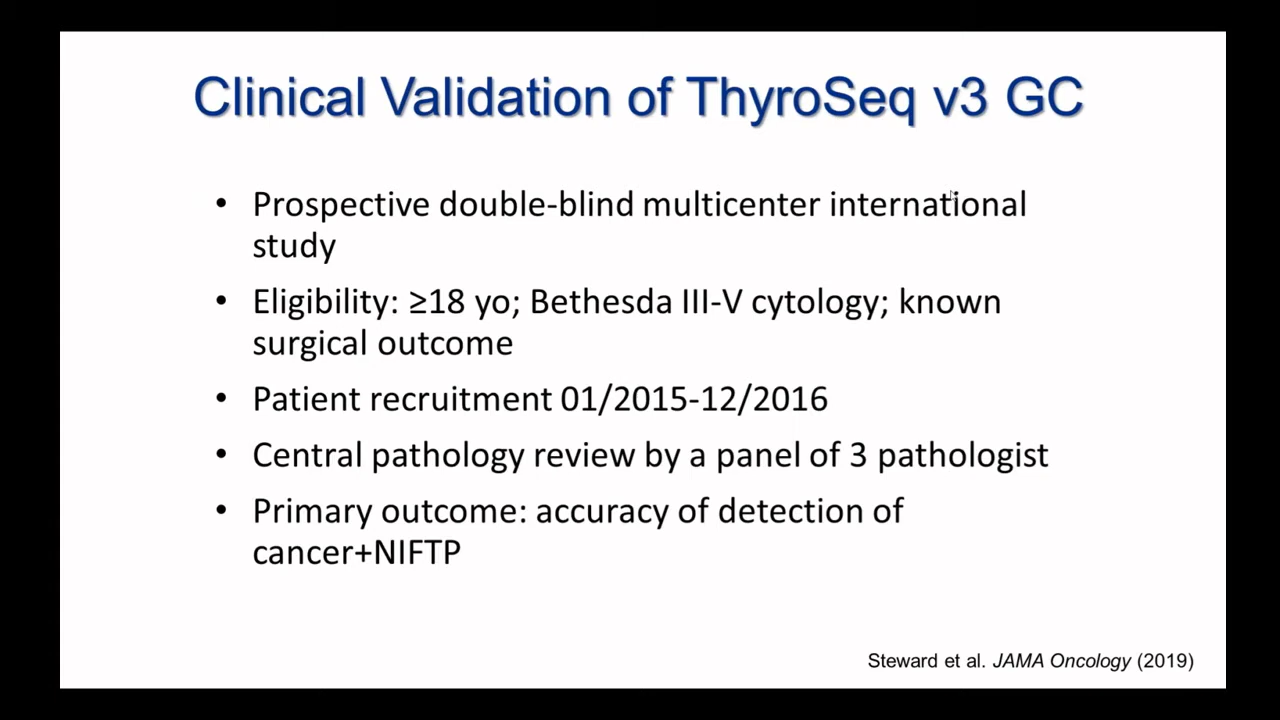 Clinical Validation of ThyroSeq v3 GC
• Prospective double-blind multicenter international
study
• Eligibility: ≥18 yo; Bethesda III-V cytology; known
surgical outcome
• Patient recruitment 01/2015-12/2016
• Central pathology review by a panel of 3 pathologist
• Primary outcome: accuracy of detection of
cancer+NIFTP
Steward et al. JAMA Oncology (2019)